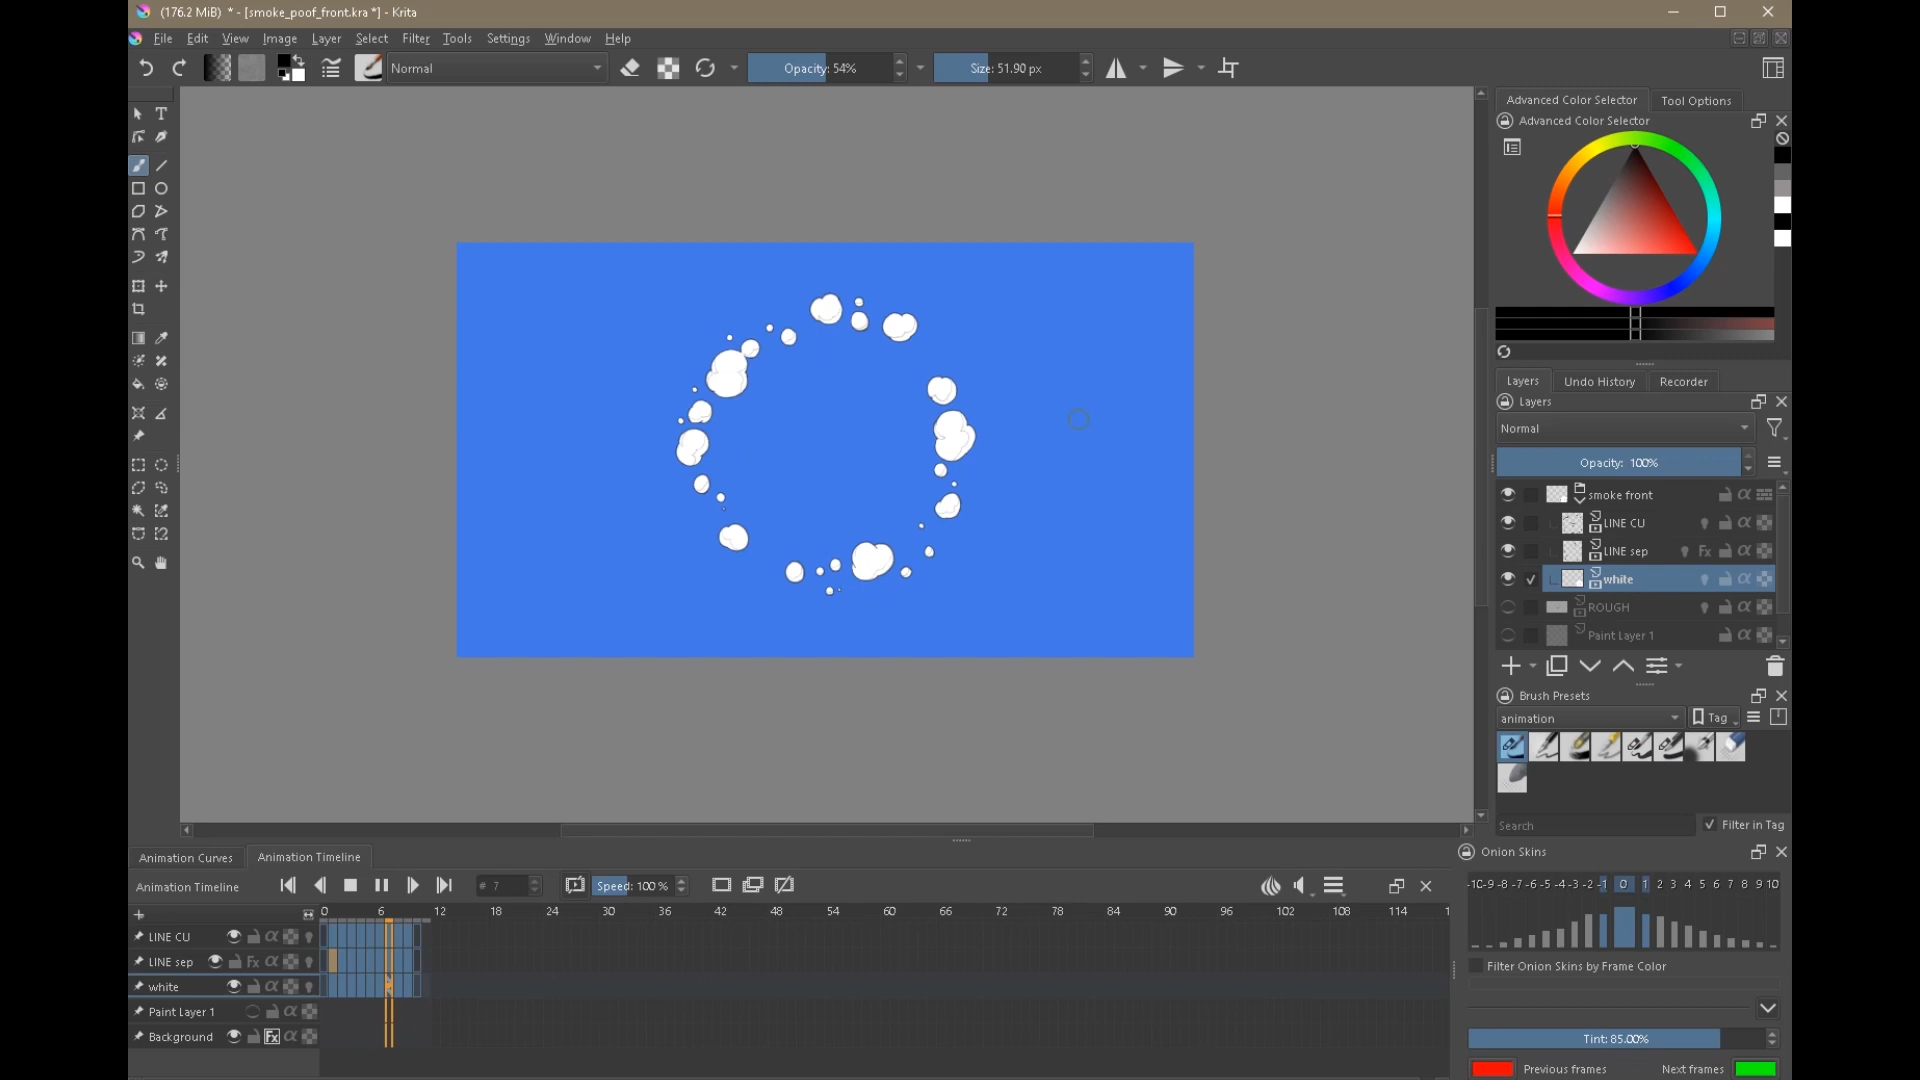 (176.2 MiB) * - [smoke_poof_front.kra *] - Krita
File Edit View Image Layer Select Filter Tools Settings Window Help
Normal Opacity: 54% Size: 51.90 px
Advanced Color Selector Tool Options
Advanced Color Selector
Layers Undo History Recorder
Layers
Normal
Opacity: 100%
smoke front
LINE CU
LINE sep Fx
white
ROUGH
Paint Layer 1
Brush Presets
animation Tag
Search Filter in Tag
Animation Curves Animation Timeline
Animation Timeline # 7 Speed: 100 %
0 6 12 18 24 30 36 42 48 54 60 66 72 78 84 90 96 102 108 114 1
LINE CU
LINE sep Fx
white
Paint Layer 1
Background Fx
Onion Skins
-10-9 -8 -7 -6 -5 -4 -3 -2 -1 0 1 2 3 4 5 6 7 8 9 10
Filter Onion Skins by Frame Color
Tint: 85.00%
Previous frames Next frames